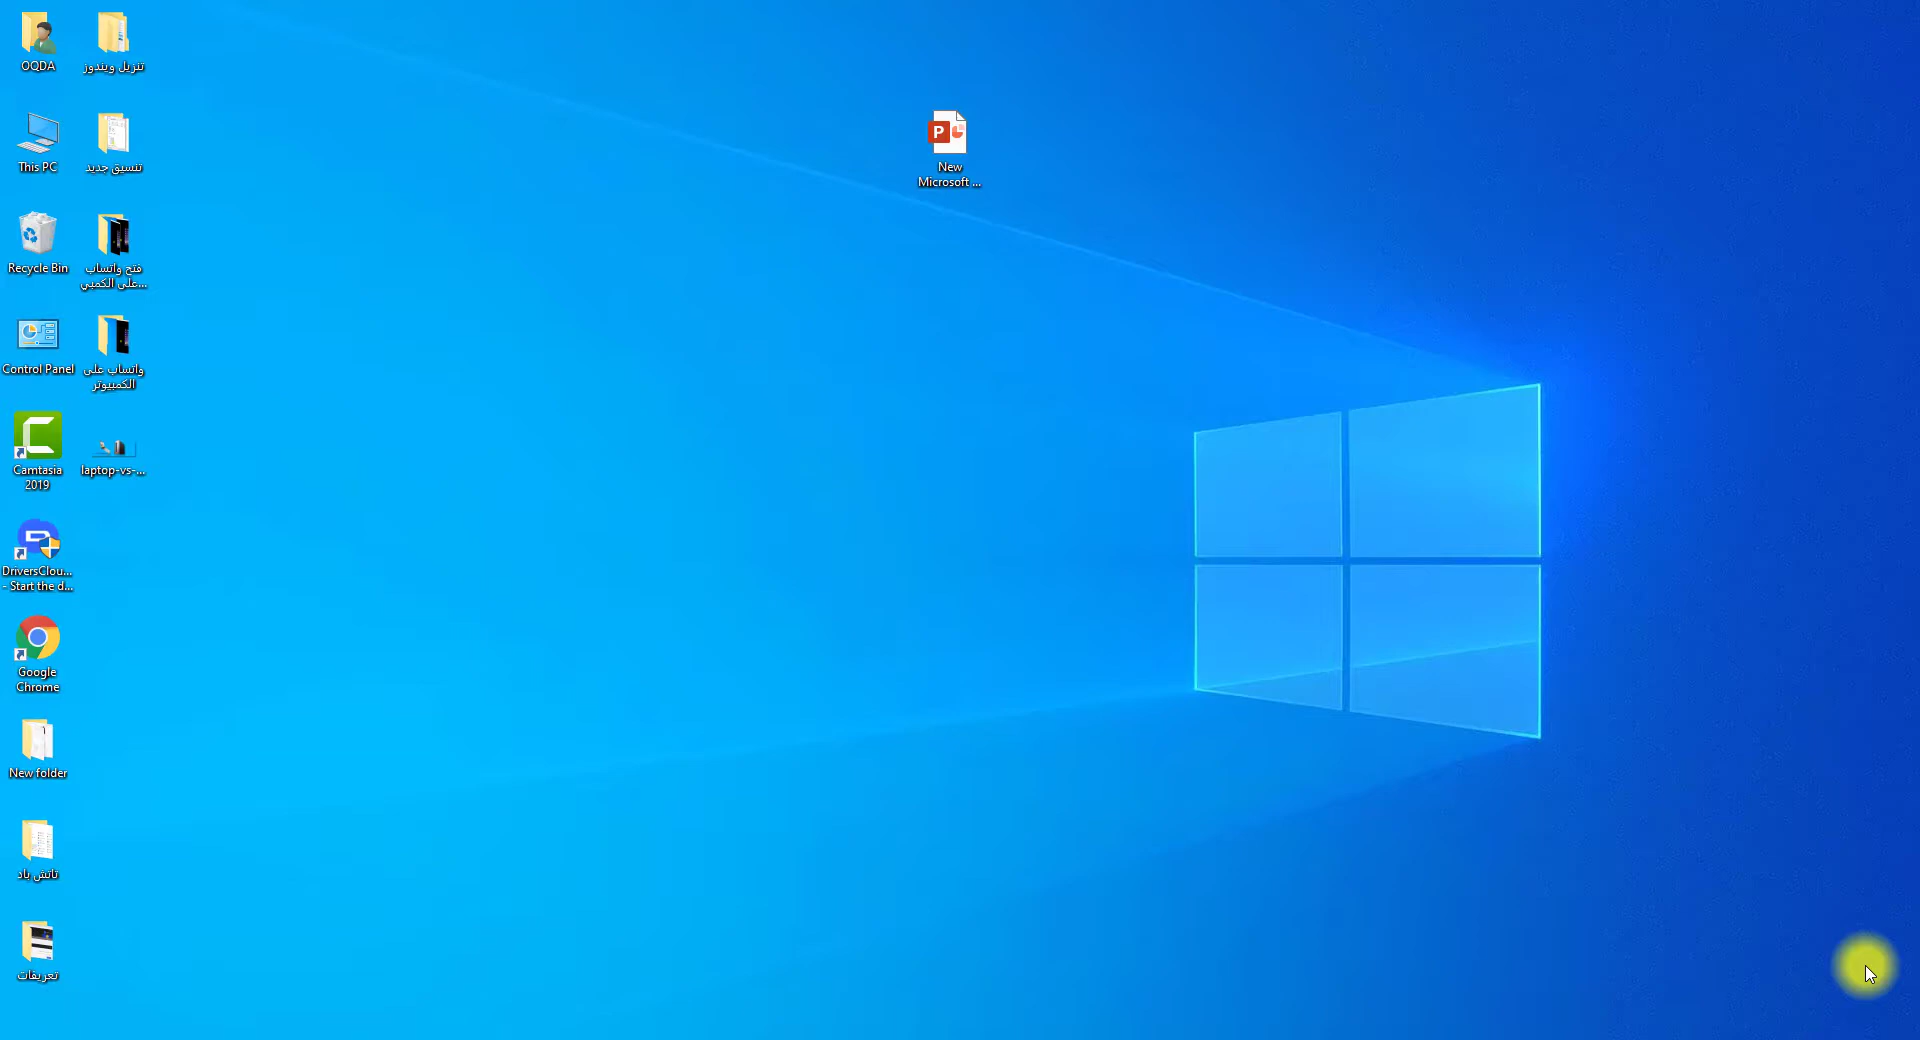 OQDA
تنزيل ويندوز
This PC
تنسيق جديد
Recycle Bin
فتح واتساب
على الكمبي...
Control Panel
واتساب على
الكمبيوتر
Camtasia
2019
laptop-vs-...
DriversClou...
- Start the d...
Google
Chrome
New folder
تاتش باد
تعريفات
P
New
Microsoft ...